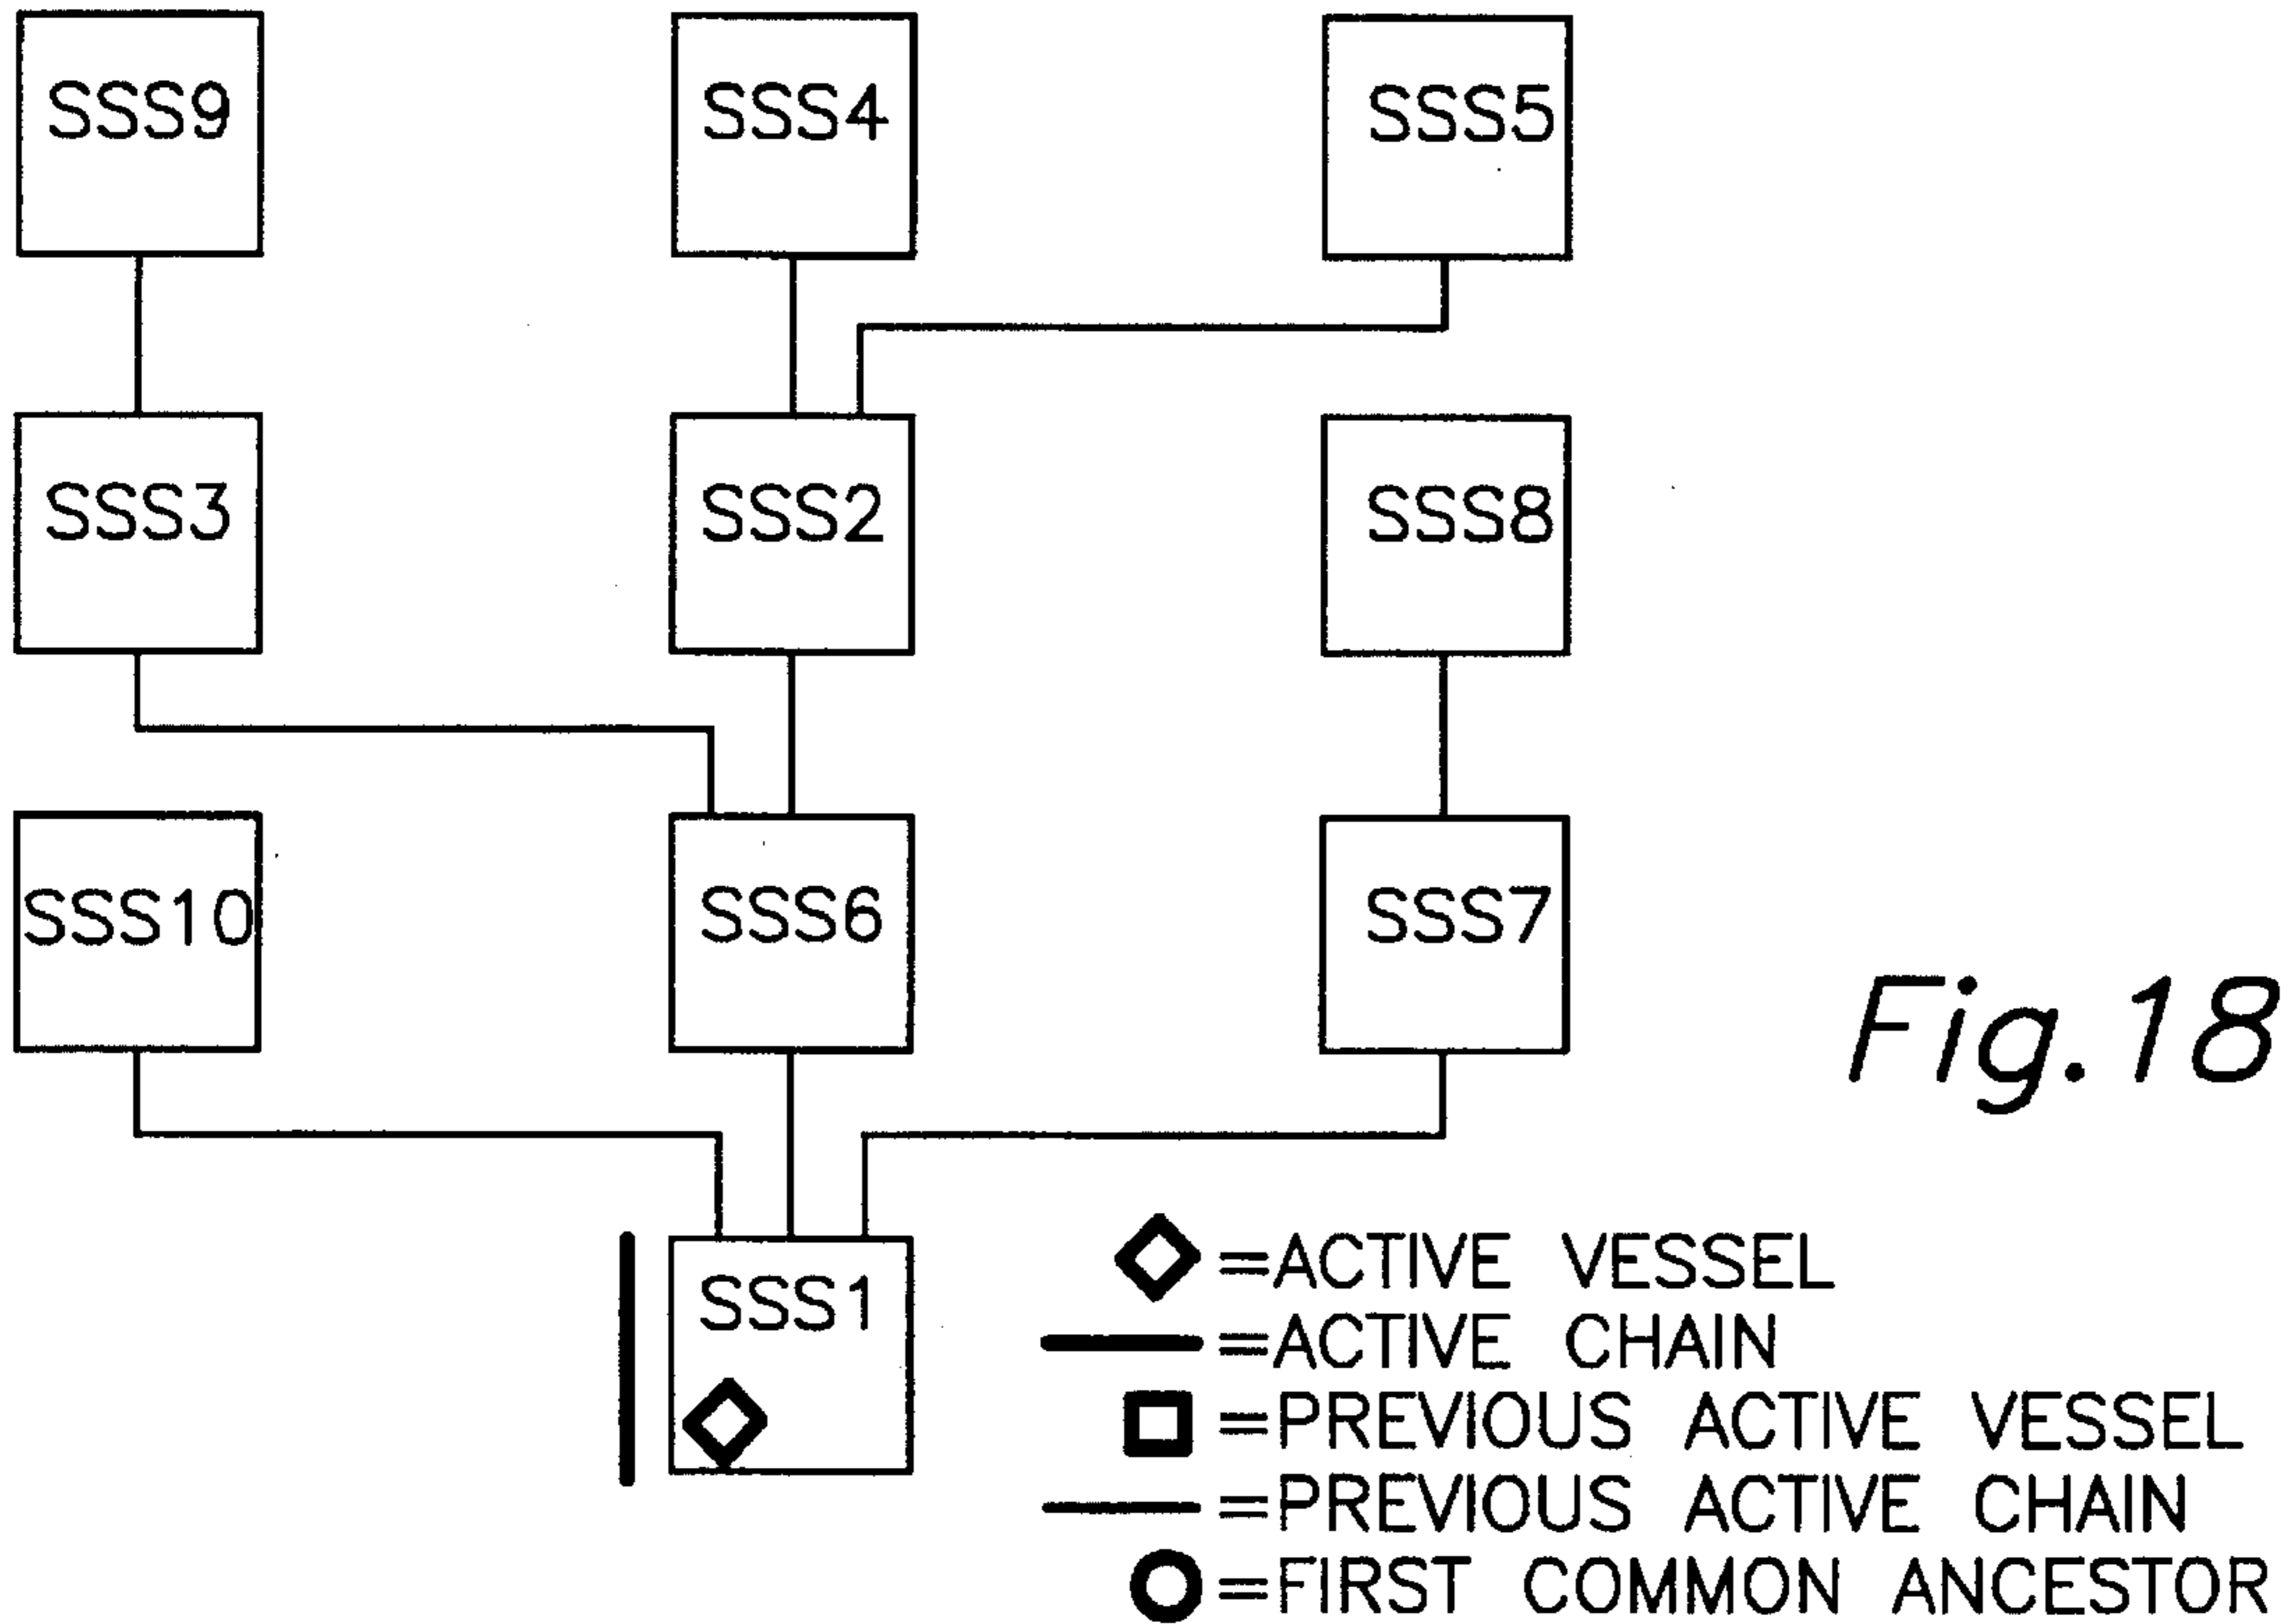 SSS9
SSS4
SSS5
SSS3
SSS2
SSS8
SSS10
SSS6
SSS7
Fig.18
SSS1
=ACTIVE VESSEL
=ACTIVE CHAIN
=PREVIOUS ACTIVE VESSEL
=PREVIOUS ACTIVE CHAIN
=FIRST COMMON ANCESTOR